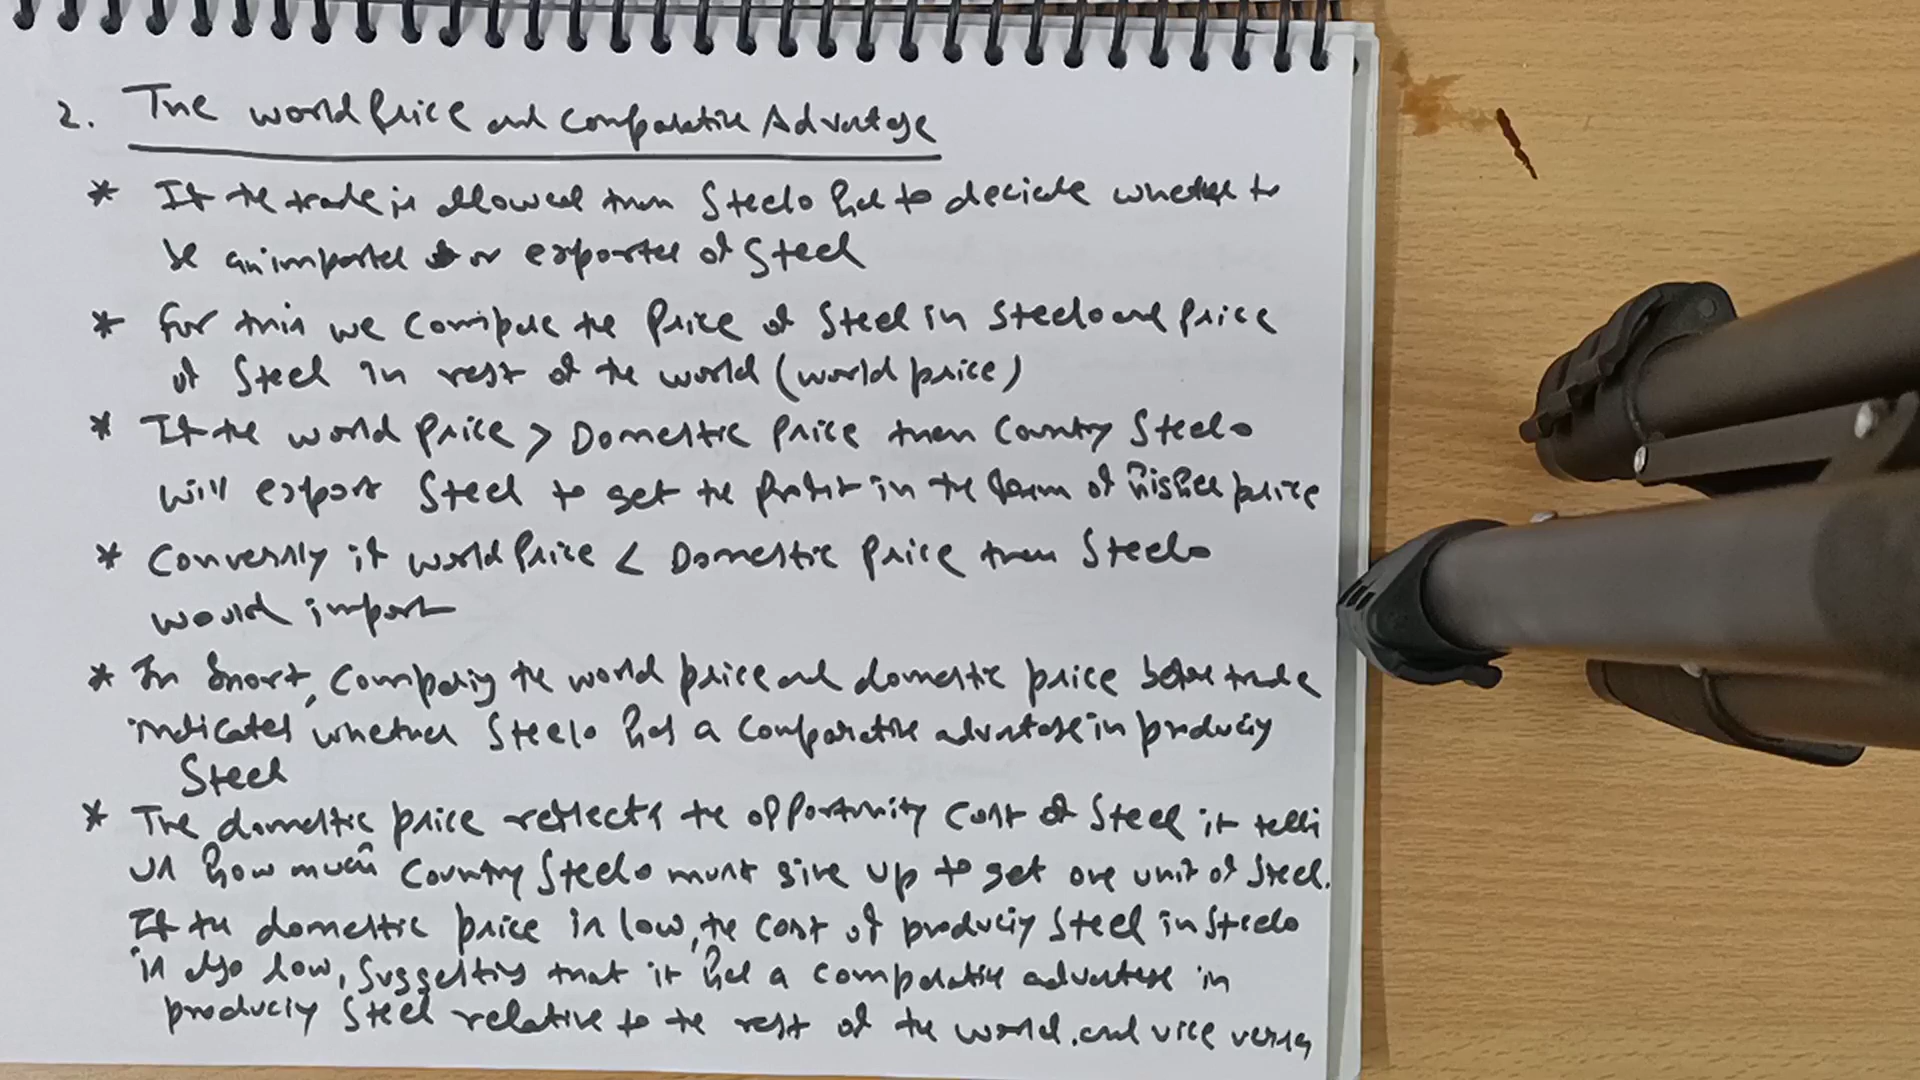 2. The world Price and Comparative Advantage
* If the trade is allowed then Steelo has to decide whether to
be an importer or exporter of Steel
* For this we compare the Price of Steel in Steelo and Price
of Steel in rest of the world (world price)
* If the world Price > Domestic Price then Country Steelo
will export Steel to get the Profit in the form of higher price
* Conversly if world Price < Domestic Price then Steelo
would import
* In short, Comparing the world price and domestic price before trade
indicates whether Steelo has a comparative advantage in producing
Steel
* The domestic price reflects the opportunity cost of Steel it tells
us how much Country Steelo must give up to get one unit of Steel.
If the domestic price is low, the cost of producing Steel in Steelo
is also low, Suggesting that it has a comparative advantage in
producing Steel relative to the rest of the world. and vice versa